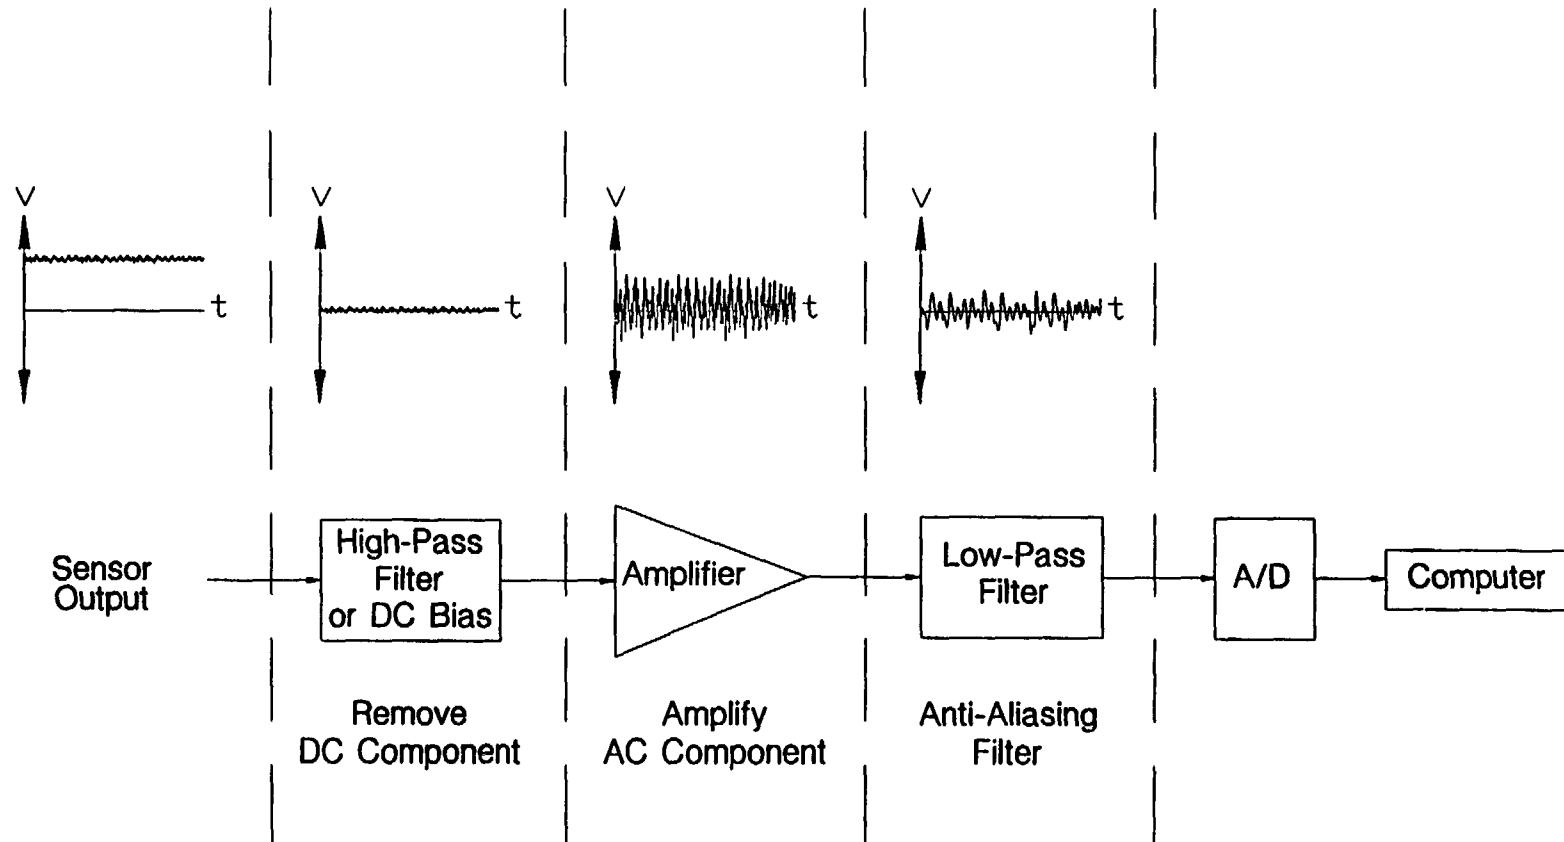 V
t
V
t
V
t
V
t
Sensor
Output
High-Pass
Filter
or DC Bias
Amplifier
Low-Pass
Filter
A/D
Computer
Remove
DC Component
Amplify
AC Component
Anti-Aliasing
Filter